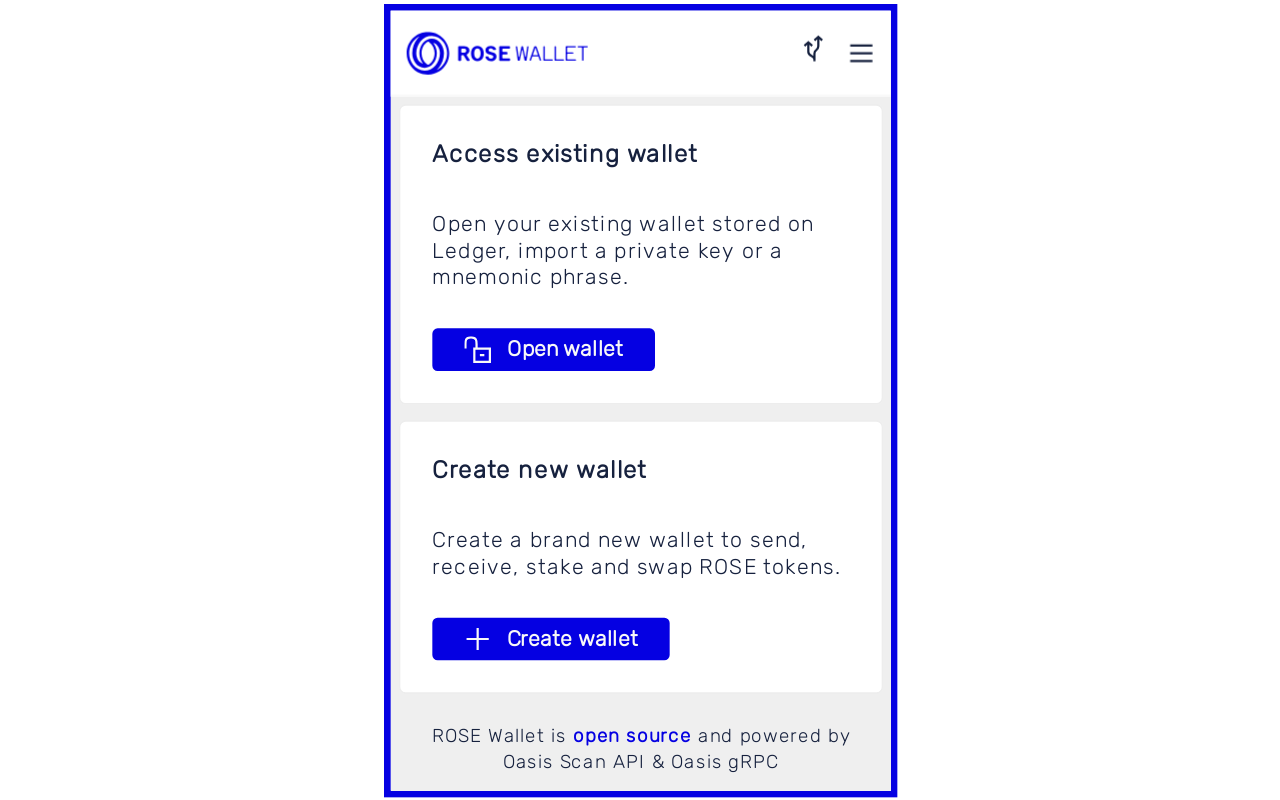 ROSE WALLET
Access existing wallet
Open your existing wallet stored on
Ledger, import a private key or a
mnemonic phrase.
Open wallet
Create new wallet
Create a brand new wallet to send,
receive, stake and swap ROSE tokens.
Create wallet
ROSE Wallet is open source and powered by
Oasis Scan API & Oasis gRPC